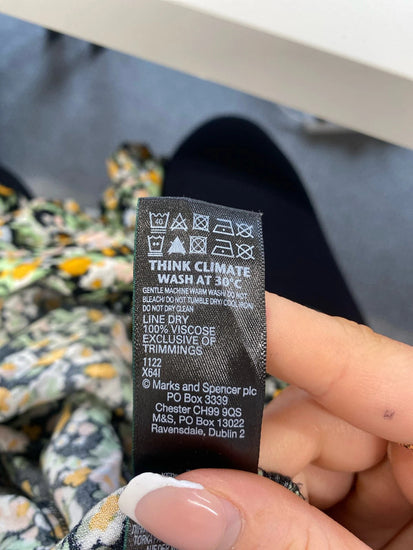 40
THINK CLIMATE
WASH AT 30°C
GENTLE MACHINE WARM WASH/ DO NOT
BLEACH/ DO NOT TUMBLE DRY/ COOL IRON/
DO NOT DRY CLEAN
LINE DRY
100% VISCOSE
EXCLUSIVE OF
TRIMMINGS
1122
X64I
© Marks and Spencer plc
PO Box 3339
Chester CH99 9QS
M&S, PO Box 13022
Ravensdale, Dublin 2